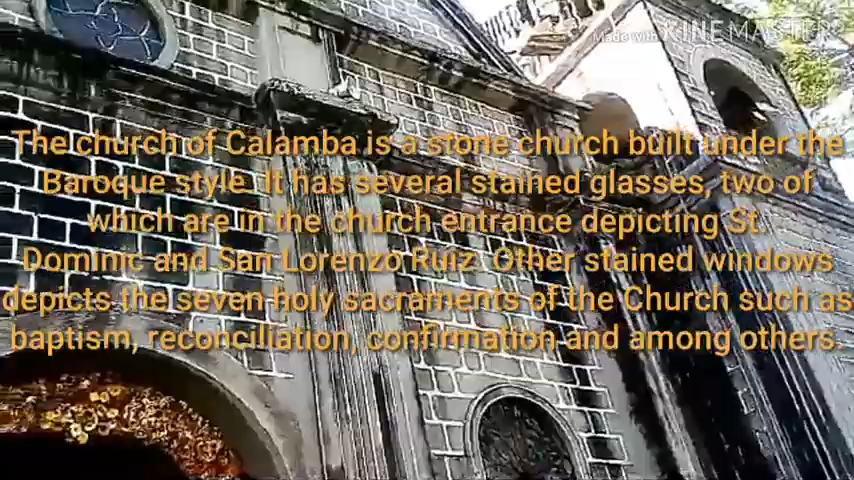 Made with KINEMASTER
The church of Calamba is a stone church built under the
Baroque style. It has several stained glasses, two of
which are in the church entrance depicting St.
Dominic and San Lorenzo Ruiz. Other stained windows
depicts the seven holy sacraments of the Church such as
baptism, reconciliation, confirmation and among others.